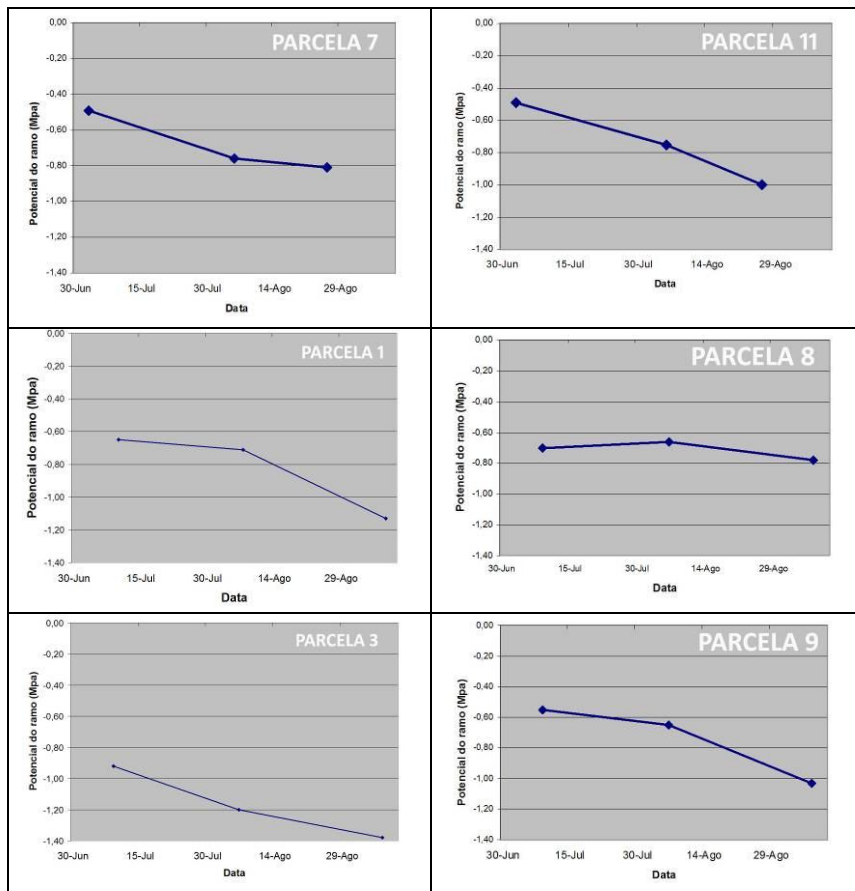 PARCELA 7
Potencial do ramo (Mpa)
0,00
-0,20
-0,40
-0,60
-0,80
-1,00
-1,20
-1,40
30-Jun 15-Jul 30-Jul 14-Ago 29-Ago
Data
PARCELA 11
Potencial do ramo (Mpa)
0,00
-0,20
-0,40
-0,60
-0,80
-1,00
-1,20
-1,40
30-Jun 15-Jul 30-Jul 14-Ago 29-Ago
Data
PARCELA 1
Potencial do ramo (Mpa)
0,00
-0,20
-0,40
-0,60
-0,80
-1,00
-1,20
-1,40
30-Jun 15-Jul 30-Jul 14-Ago 29-Ago
Data
PARCELA 8
Potencial do ramo (Mpa)
0,00
-0,20
-0,40
-0,60
-0,80
-1,00
-1,20
-1,40
30-Jun 15-Jul 30-Jul 14-Ago 29-Ago
Data
PARCELA 3
Potencial do ramo (Mpa)
0,00
-0,20
-0,40
-0,60
-0,80
-1,00
-1,20
-1,40
30-Jun 15-Jul 30-Jul 14-Ago 29-Ago
Data
PARCELA 9
Potencial do ramo (Mpa)
0,00
-0,20
-0,40
-0,60
-0,80
-1,00
-1,20
-1,40
30-Jun 15-Jul 30-Jul 14-Ago 29-Ago
Data